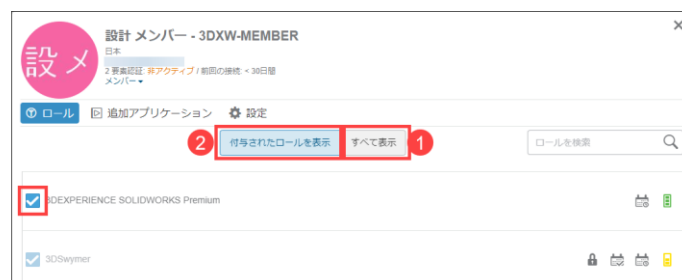 設計 メンバー - 3DXW-MEMBER
設 メ
日本
2 要素認証: 非アクティブ / 前回の接続: < 30日間
メンバー
ロール 追加アプリケーション 設定
2 付与されたロールを表示 すべて表示 1 ロールを検索
3DEXPERIENCE SOLIDWORKS Premium
3DSwymer